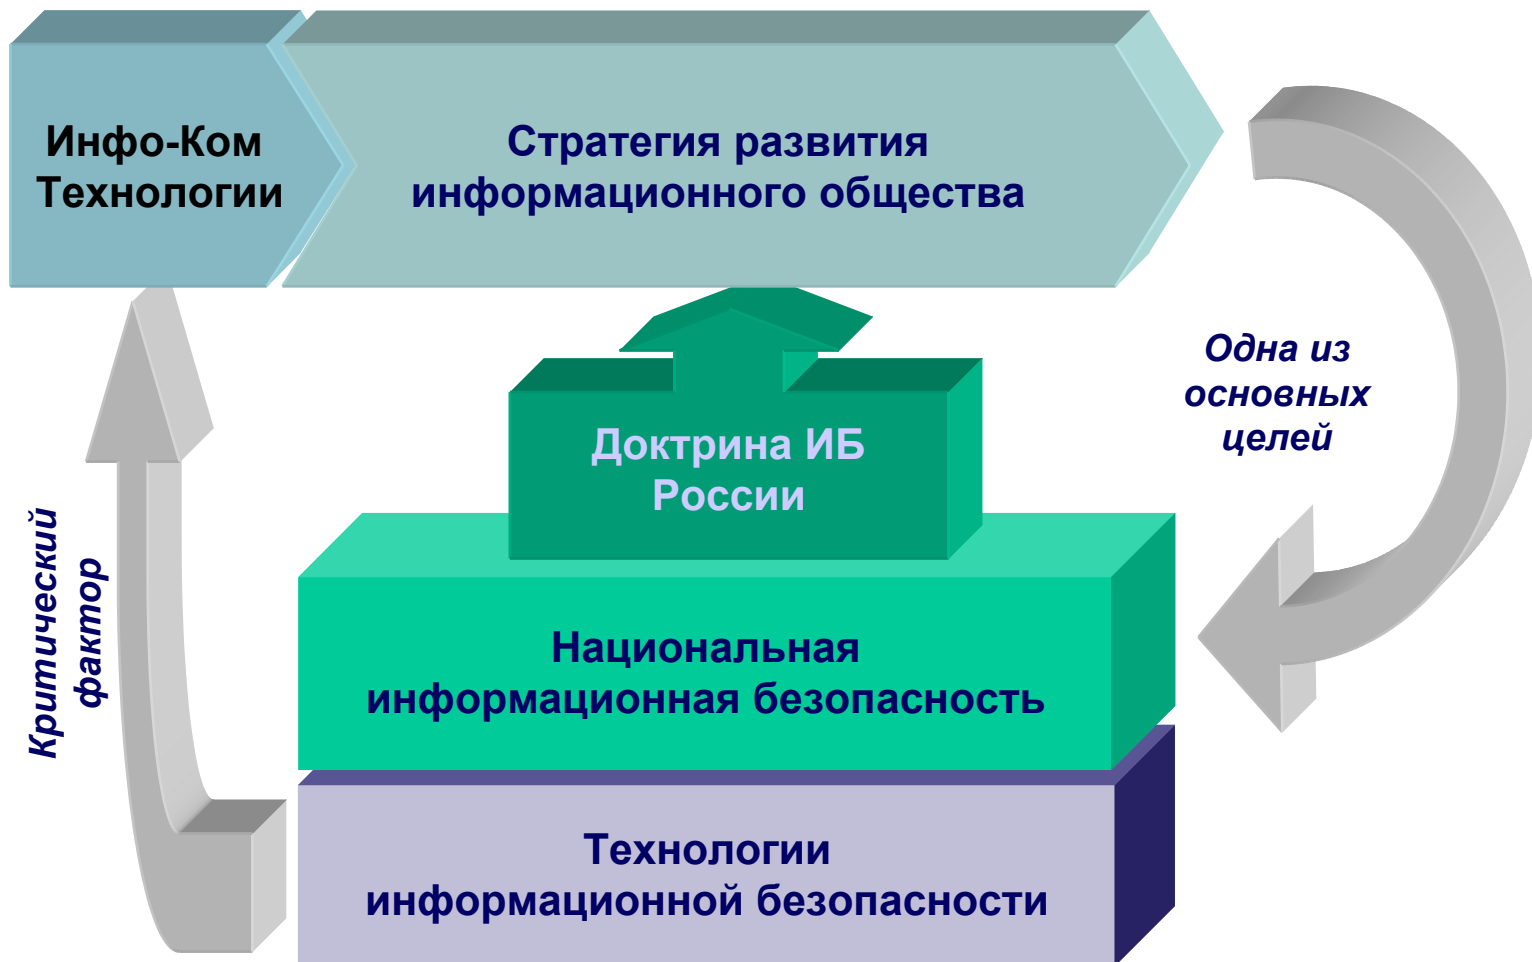 Инфо-Ком
Технологии
Стратегия развития
информационного общества
Одна из
основных
целей
Доктрина ИБ
России
Критический
фактор
Национальная
информационная безопасность
Технологии
информационной безопасности